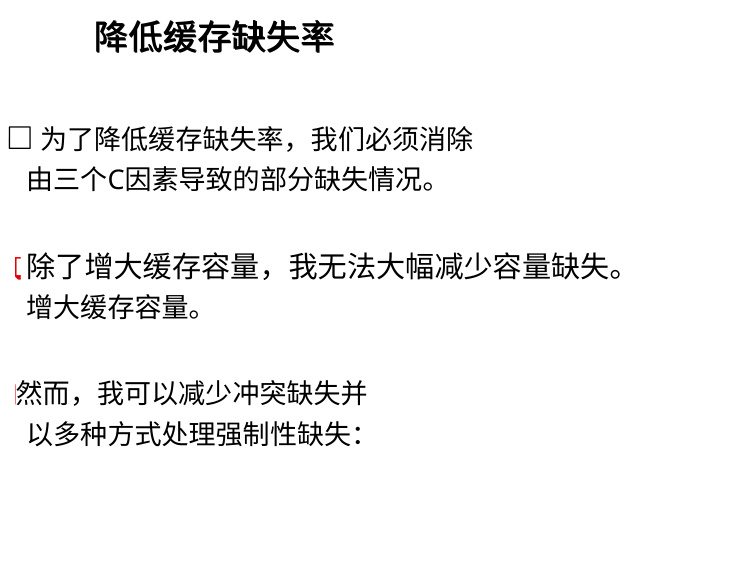 降低缓存缺失率
□ 为了降低缓存缺失率，我们必须消除
由三个C因素导致的部分缺失情况。
除了增大缓存容量，我无法大幅减少容量缺失。
增大缓存容量。
然而，我可以减少冲突缺失并
以多种方式处理强制性缺失：